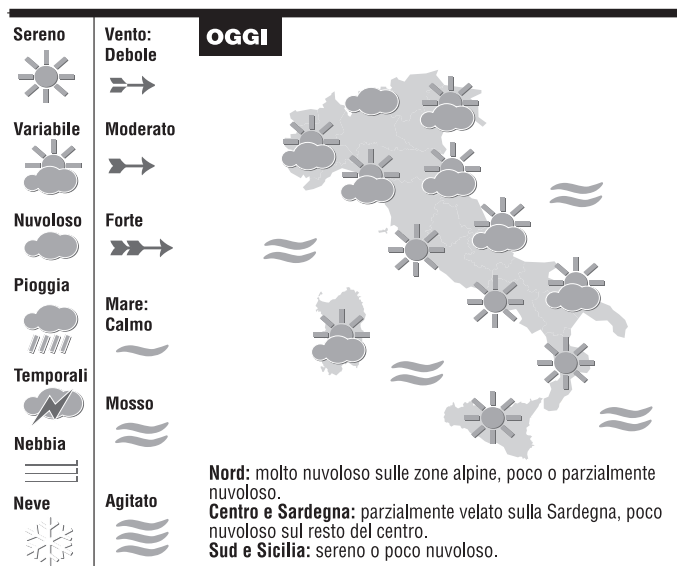 Sereno
Variabile
Nuvoloso
Pioggia
Temporali
Nebbia
Neve
Vento:
Debole
Moderato
Forte
Mare:
Calmo
Mosso
Agitato
OGGI
Nord: molto nuvoloso sulle zone alpine, poco o parzialmente
nuvoloso.
Centro e Sardegna: parzialmente velato sulla Sardegna, poco
nuvoloso sul resto del centro.
Sud e Sicilia: sereno o poco nuvoloso.